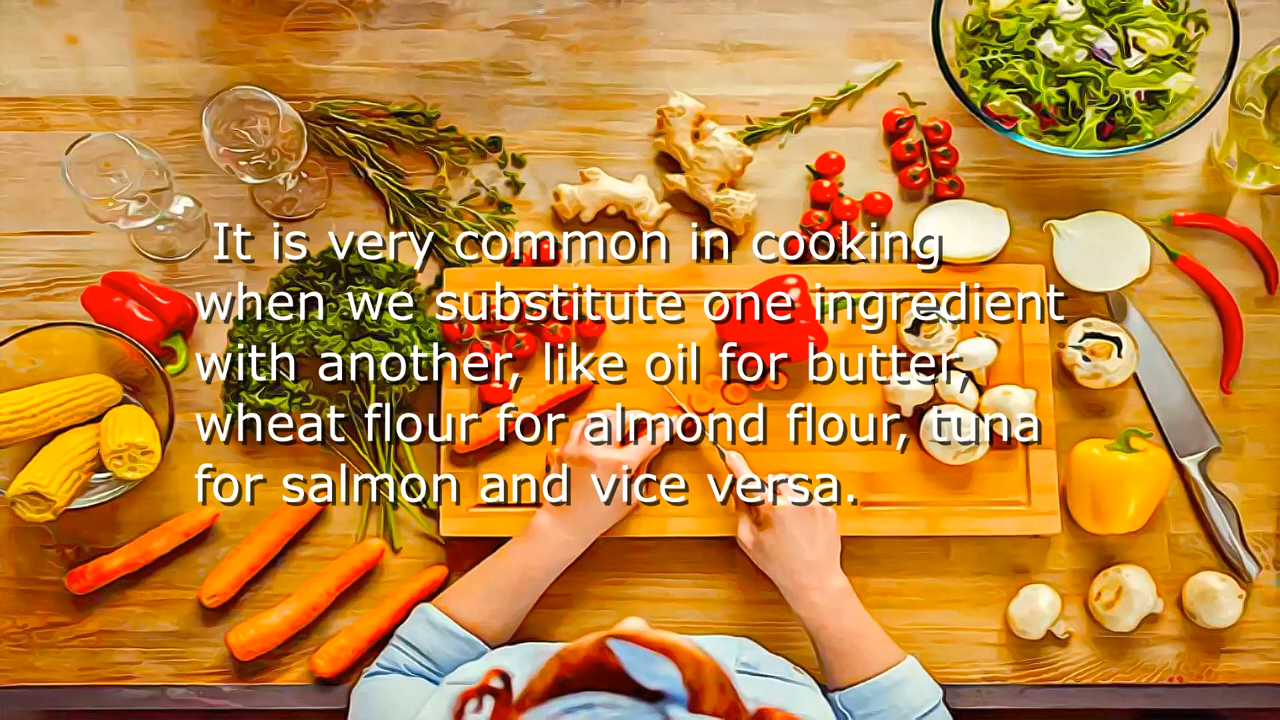 It is very common in cooking
when we substitute one ingredient
with another, like oil for butter,
wheat flour for almond flour, tuna
for salmon and vice versa.